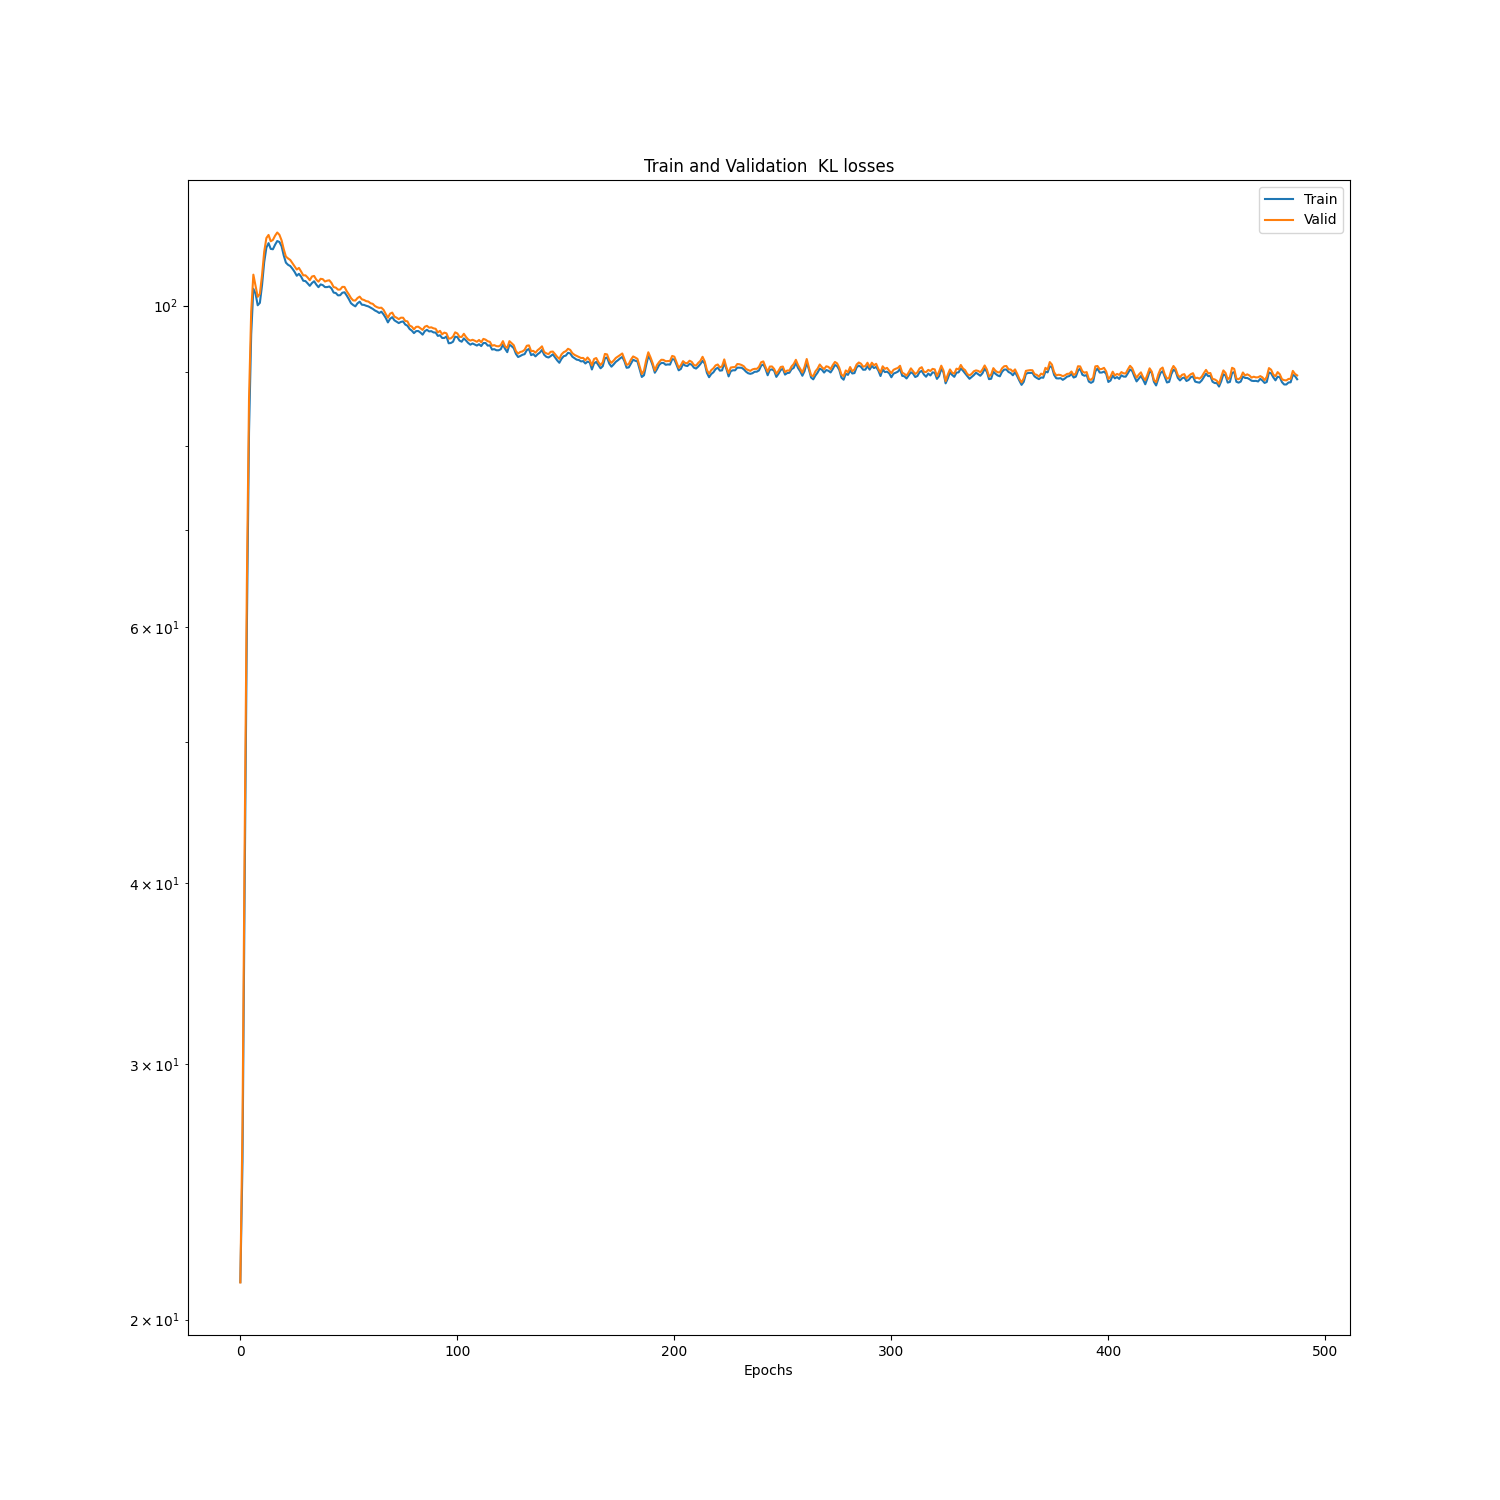 Train and Validation  KL losses
Train
Valid
10²
6 × 10¹
4 × 10¹
3 × 10¹
2 × 10¹
0 100 200 300 400 500
Epochs